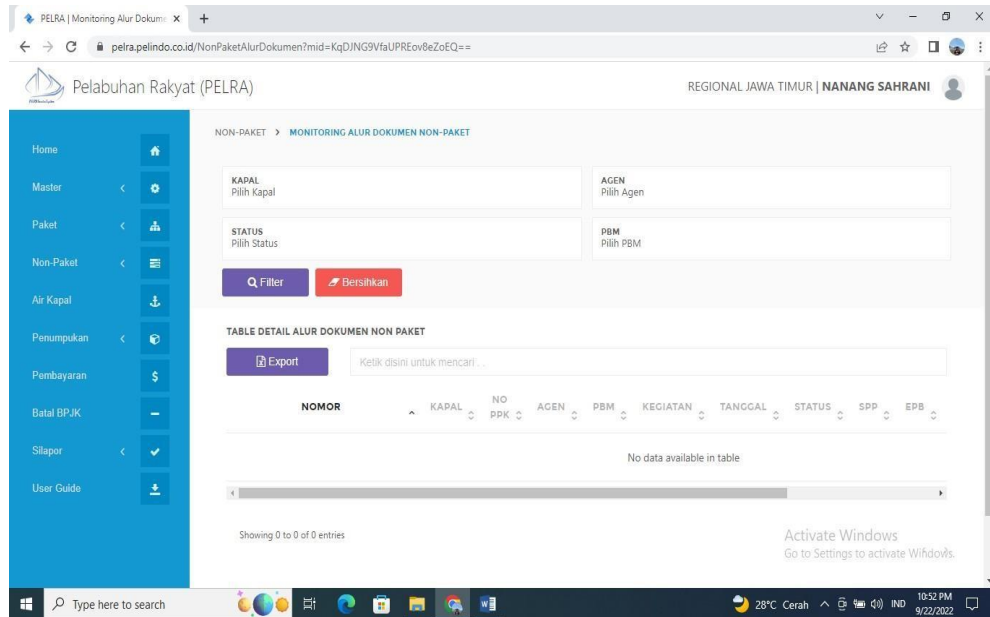 PELRA | Monitoring Alur Dokume
pelra.pelindo.co.id/NonPaketAlurDokumen?mid=KqDJNG9VfaUPREov8eZoEQ==
Pelabuhan Rakyat (PELRA)
REGIONAL JAWA TIMUR | NANANG SAHRANI
Home
Master
Paket
Non-Paket
Air Kapal
Penumpukan
Pembayaran
Batal BPJK
Silapor
User Guide
NON-PAKET > MONITORING ALUR DOKUMEN NON-PAKET
KAPAL
Pilih Kapal
AGEN
Pilih Agen
STATUS
Pilih Status
PBM
Pilih PBM
Filter
Bersihkan
TABLE DETAIL ALUR DOKUMEN NON PAKET
Export
Ketik disini untuk mencari . .
NOMOR KAPAL NO PPK AGEN PBM KEGIATAN TANGGAL STATUS SPP EPB
No data available in table
Showing 0 to 0 of 0 entries
Activate Windows
Go to Settings to activate Windows.
Type here to search
28°C Cerah
IND
10:52 PM
9/22/2022